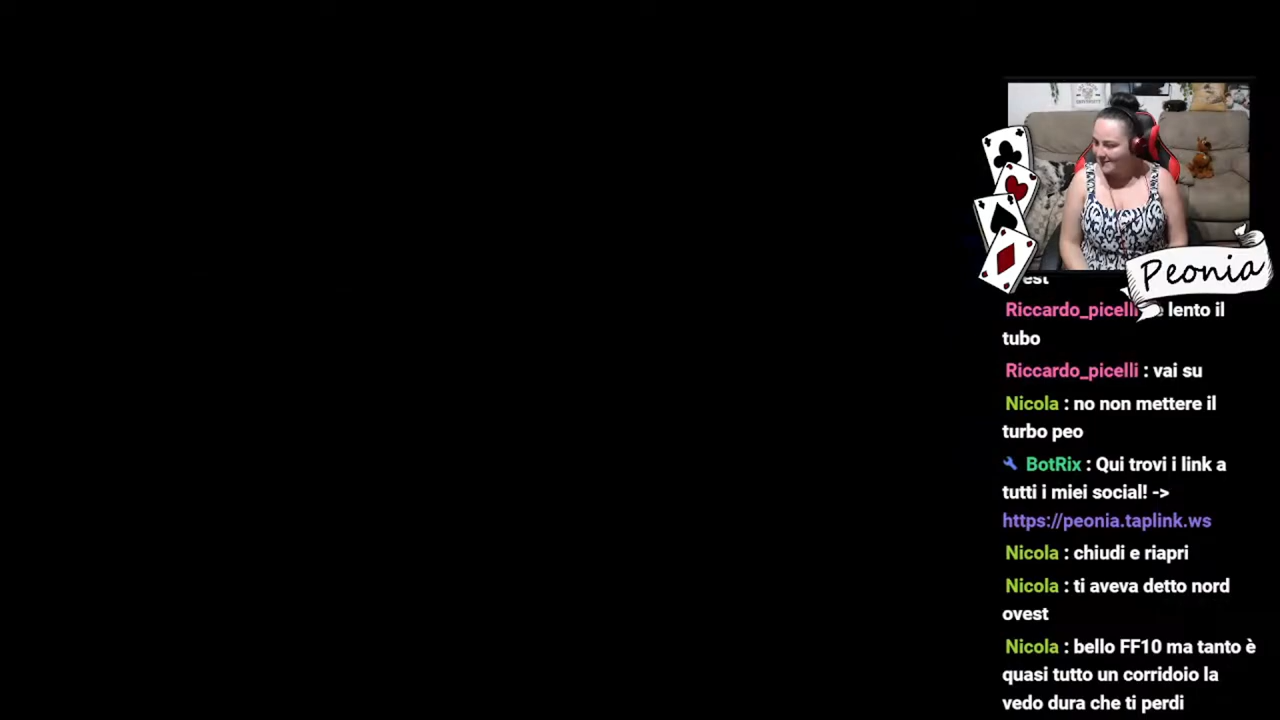 Peonia
Riccardo_picelli
lento il
tubo
Riccardo_picelli : vai su
Nicola : no non mettere il
turbo peo
BotRix : Qui trovi i link a
tutti i miei social! ->
https://peonia.taplink.ws
Nicola : chiudi e riapri
Nicola : ti aveva detto nord
ovest
Nicola : bello FF10 ma tanto è
quasi tutto un corridoio la
vedo dura che ti perdi